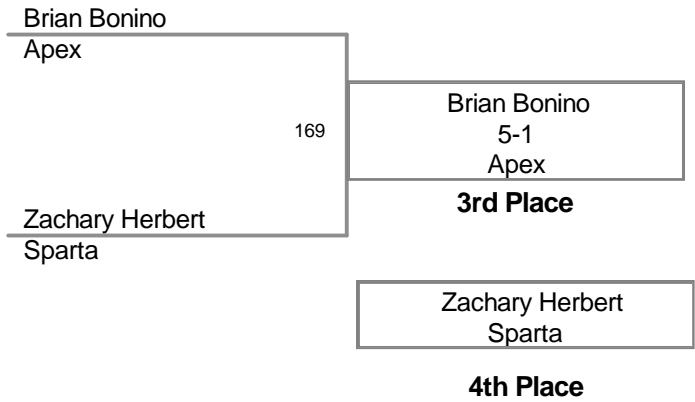 Brian Bonino
Apex
169
Brian Bonino
5-1
Apex
3rd Place
Zachary Herbert
Sparta
Zachary Herbert
Sparta
4th Place